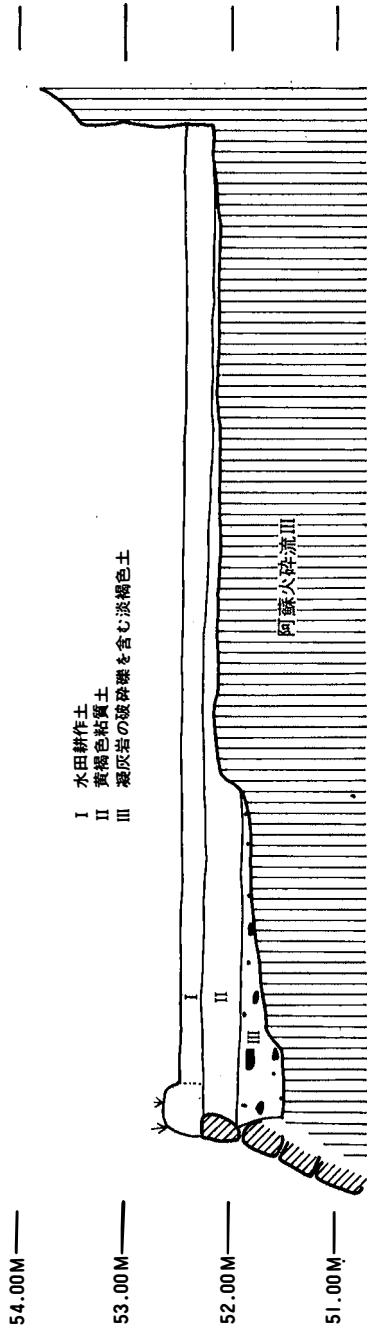 54.00M
53.00M
52.00M
51.00M
I 水田耕作土
II 黄褐色粘質土
III 凝灰岩の破砕礫を含む淡褐色土
I
II
III
阿蘇火砕流III